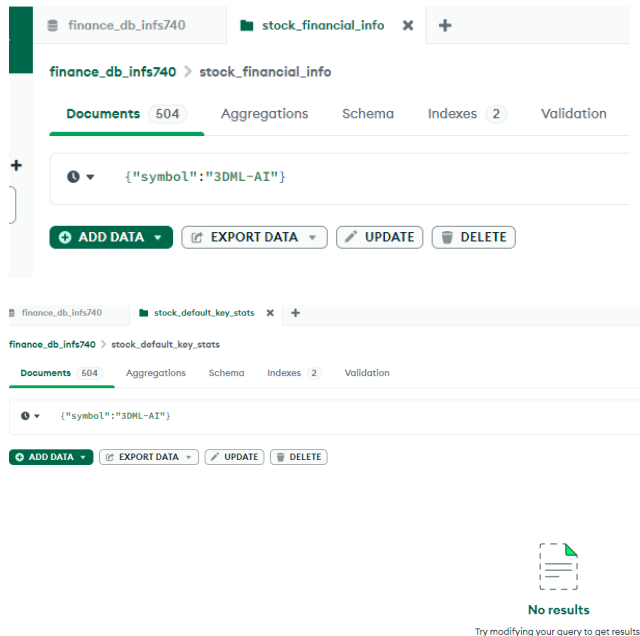 finance_db_infs740 stock_financial_info
finance_db_infs740 > stock_financial_info
Documents 504 Aggregations Schema Indexes 2 Validation
{"symbol":"3DML-AI"}
ADD DATA EXPORT DATA UPDATE DELETE
finance_db_infs740 stock_default_key_stats
finance_db_infs740 > stock_default_key_stats
Documents 504 Aggregations Schema Indexes 2 Validation
{"symbol":"3DML-AI"}
ADD DATA EXPORT DATA UPDATE DELETE
No results
Try modifying your query to get results